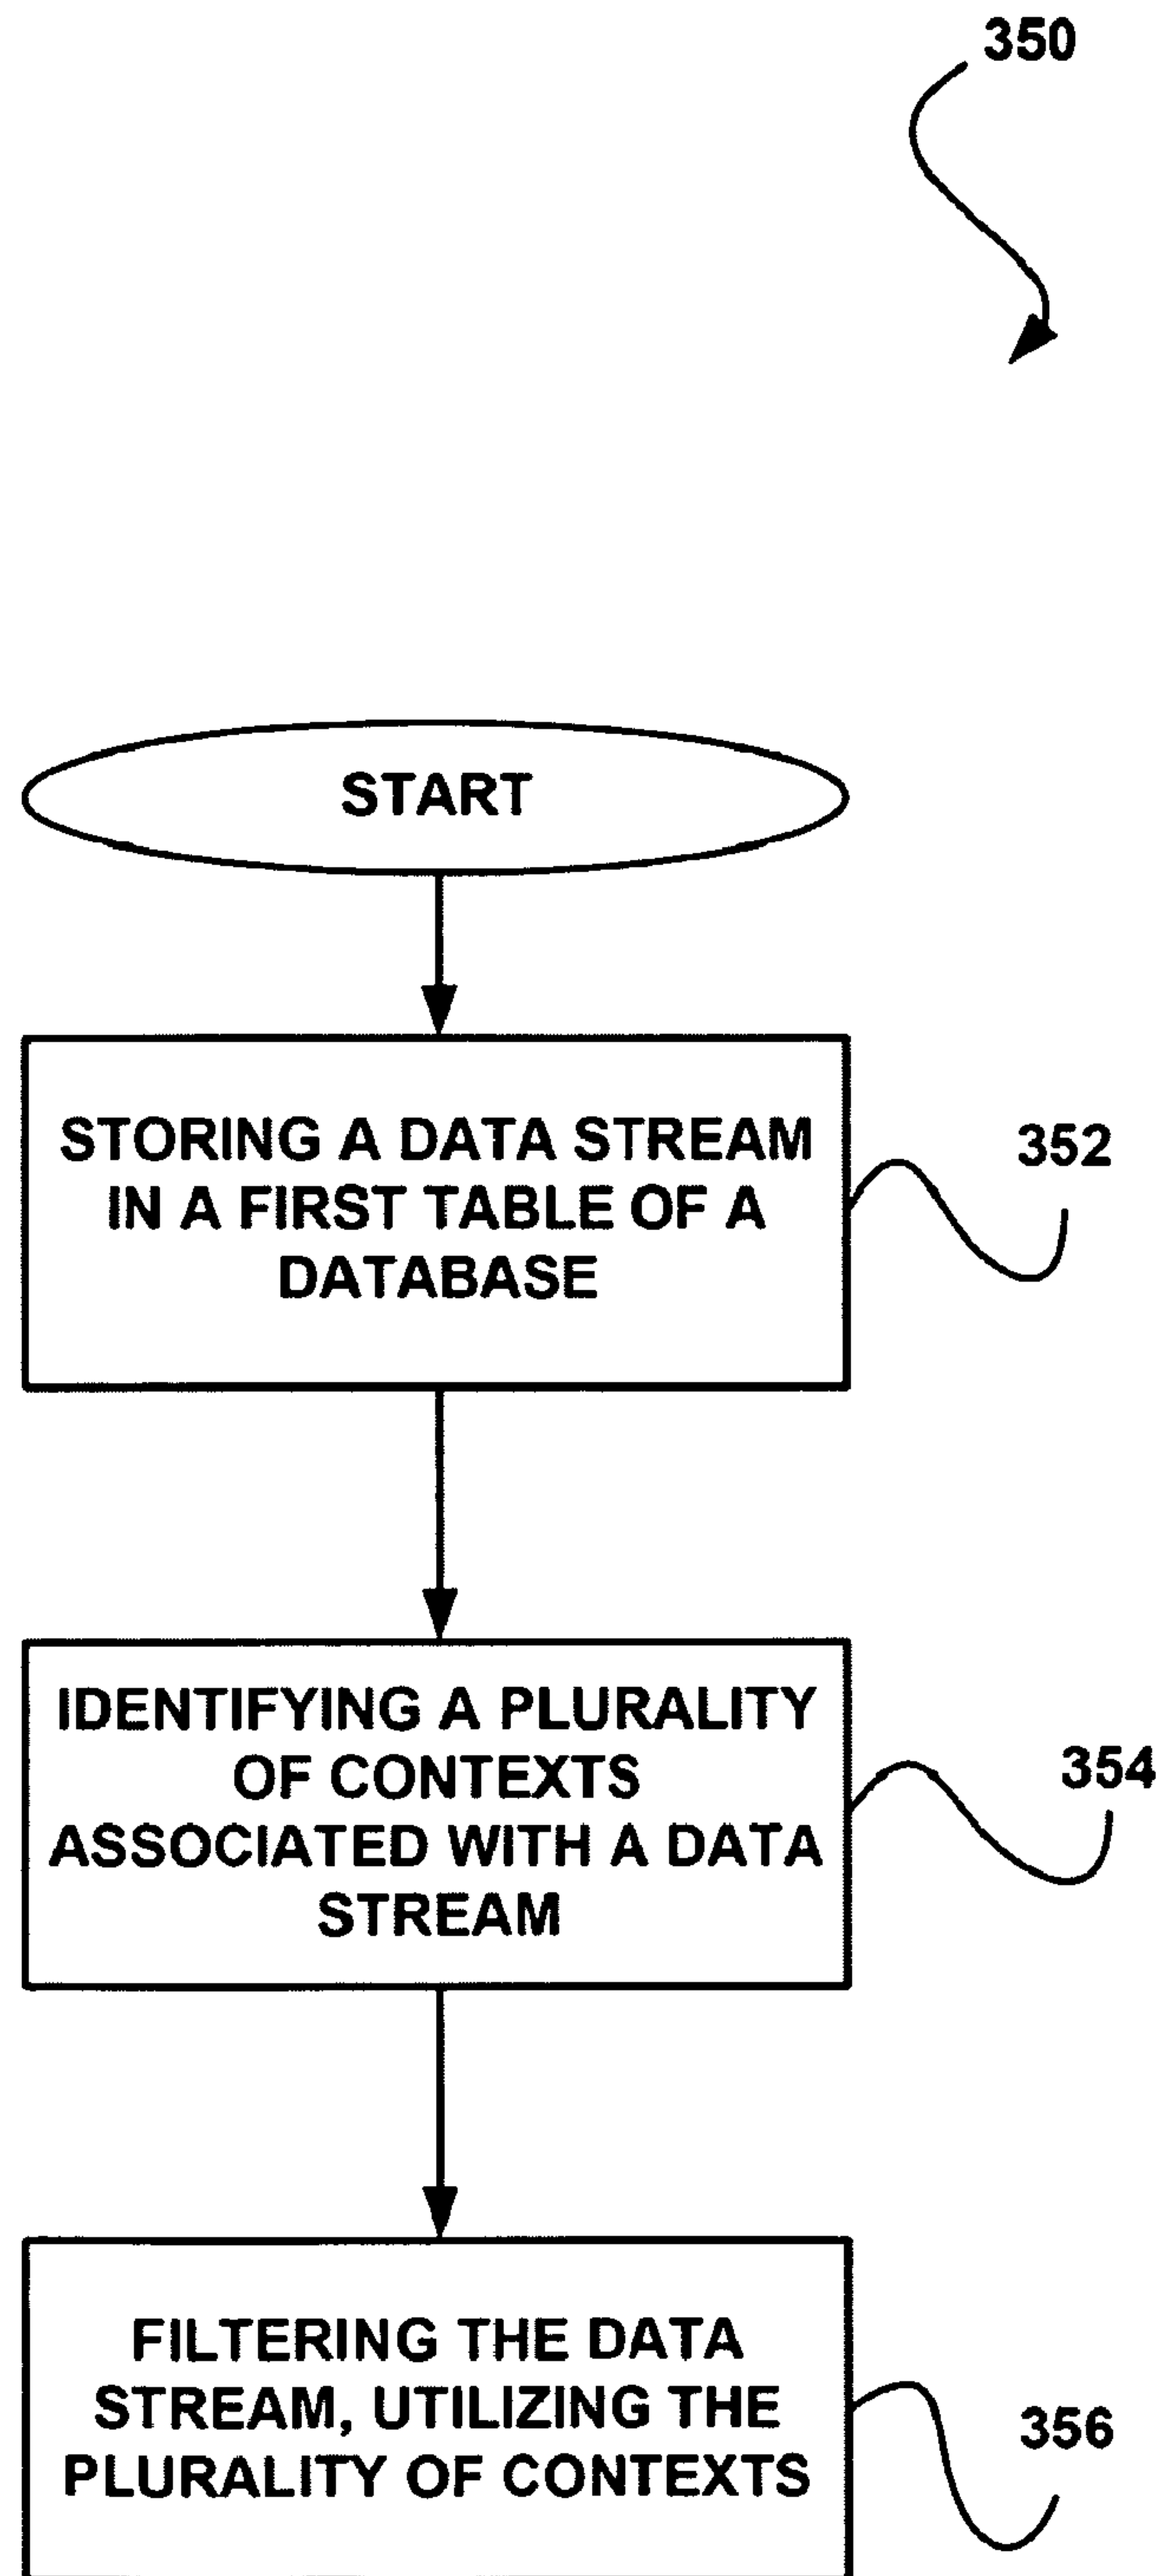 350
START
STORING A DATA STREAM
IN A FIRST TABLE OF A
DATABASE
352
IDENTIFYING A PLURALITY
OF CONTEXTS
ASSOCIATED WITH A DATA
STREAM
354
FILTERING THE DATA
STREAM, UTILIZING THE
PLURALITY OF CONTEXTS
356